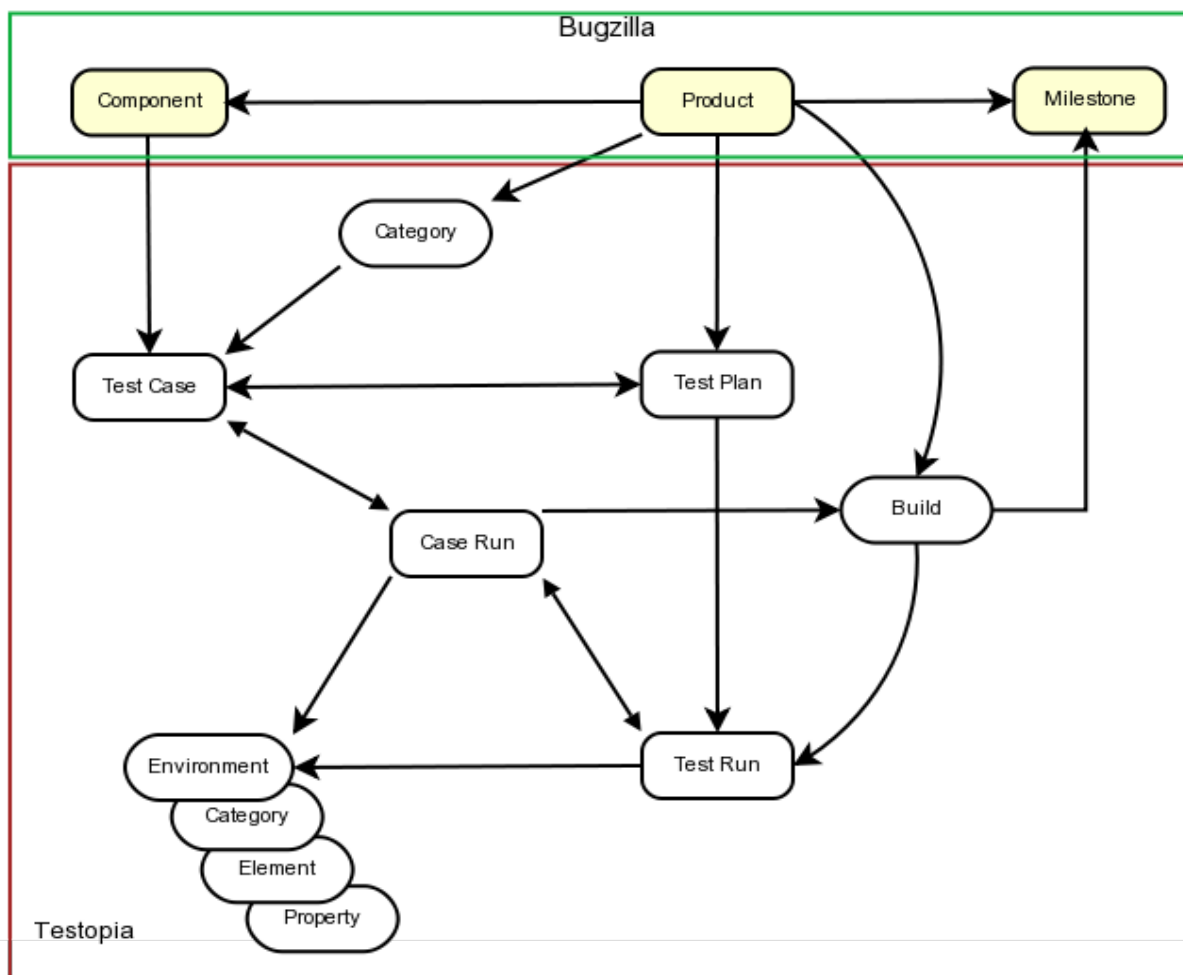 Bugzilla
Component
Product
Milestone
Category
Test Case
Test Plan
Build
Case Run
Environment
Test Run
Category
Element
Property
Testopia